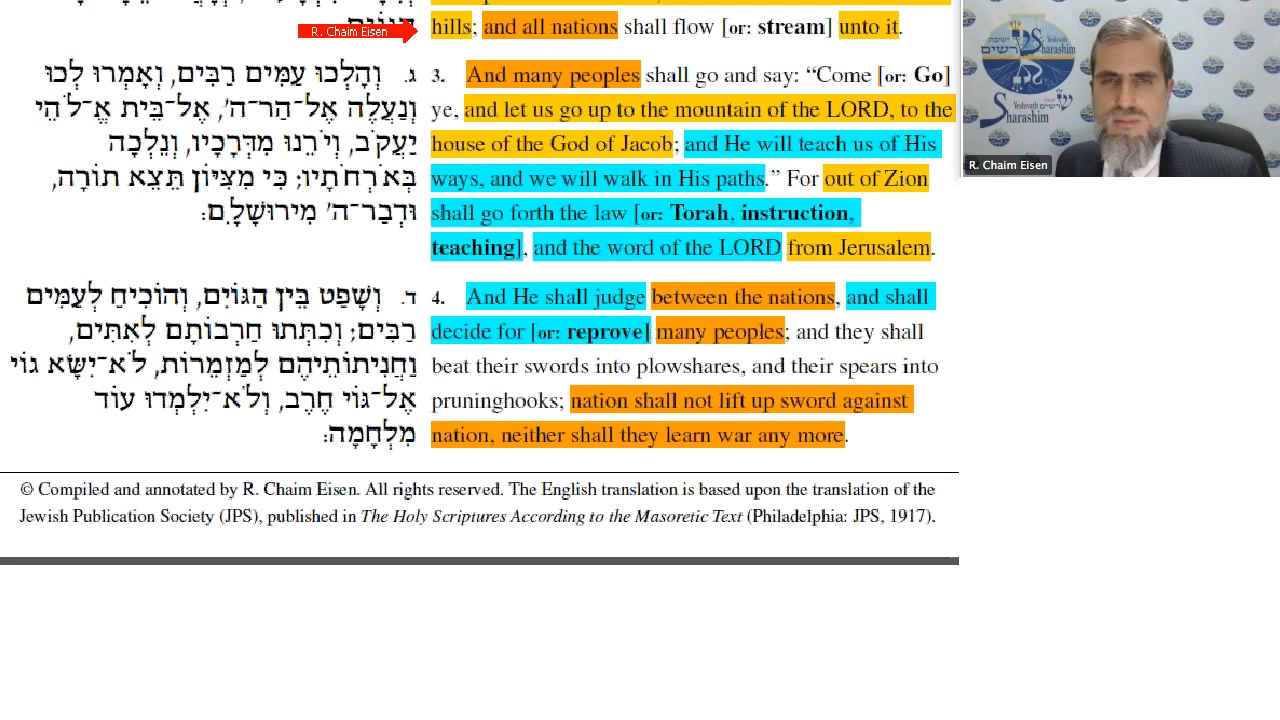 R. Chaim Eisen
hills; and all nations shall flow [or: stream] unto it.
ג. וְהָלְכוּ עַמִּים רַבִּים, וְאָמְרוּ לְכוּ
וְנַעֲלֶה אֶל־הַר־ה', אֶל־בֵּית אֱ־לֹהֵי
יַעֲקֹב, וְיֹרֵנוּ מִדְּרָכָיו, וְנֵלְכָה
בְּאֹרְחֹתָיו; כִּי מִצִּיּוֹן תֵּצֵא תוֹרָה,
וּדְבַר־ה' מִירוּשָׁלָ‍ִם:
3. And many peoples shall go and say: “Come [or: Go]
ye, and let us go up to the mountain of the LORD, to the
house of the God of Jacob; and He will teach us of His
ways, and we will walk in His paths.” For out of Zion
shall go forth the law [or: Torah, instruction,
teaching], and the word of the LORD from Jerusalem.
ד. וְשָׁפַט בֵּין הַגּוֹיִם, וְהוֹכִיחַ לְעַמִּים
רַבִּים; וְכִתְּתוּ חַרְבוֹתָם לְאִתִּים,
וַחֲנִיתוֹתֵיהֶם לְמַזְמֵרוֹת, לֹא־יִשָּׂא גוֹי
אֶל־גּוֹי חֶרֶב, וְלֹא־יִלְמְדוּ עוֹד
מִלְחָמָה:
4. And He shall judge between the nations, and shall
decide for [or: reprove] many peoples; and they shall
beat their swords into plowshares, and their spears into
pruninghooks; nation shall not lift up sword against
nation, neither shall they learn war any more.
© Compiled and annotated by R. Chaim Eisen. All rights reserved. The English translation is based upon the translation of the
Jewish Publication Society (JPS), published in The Holy Scriptures According to the Masoretic Text (Philadelphia: JPS, 1917).
Yeshivath
Sharashim
ישיבת
שרשים
Yeshivath
Sharashim
R. Chaim Eisen